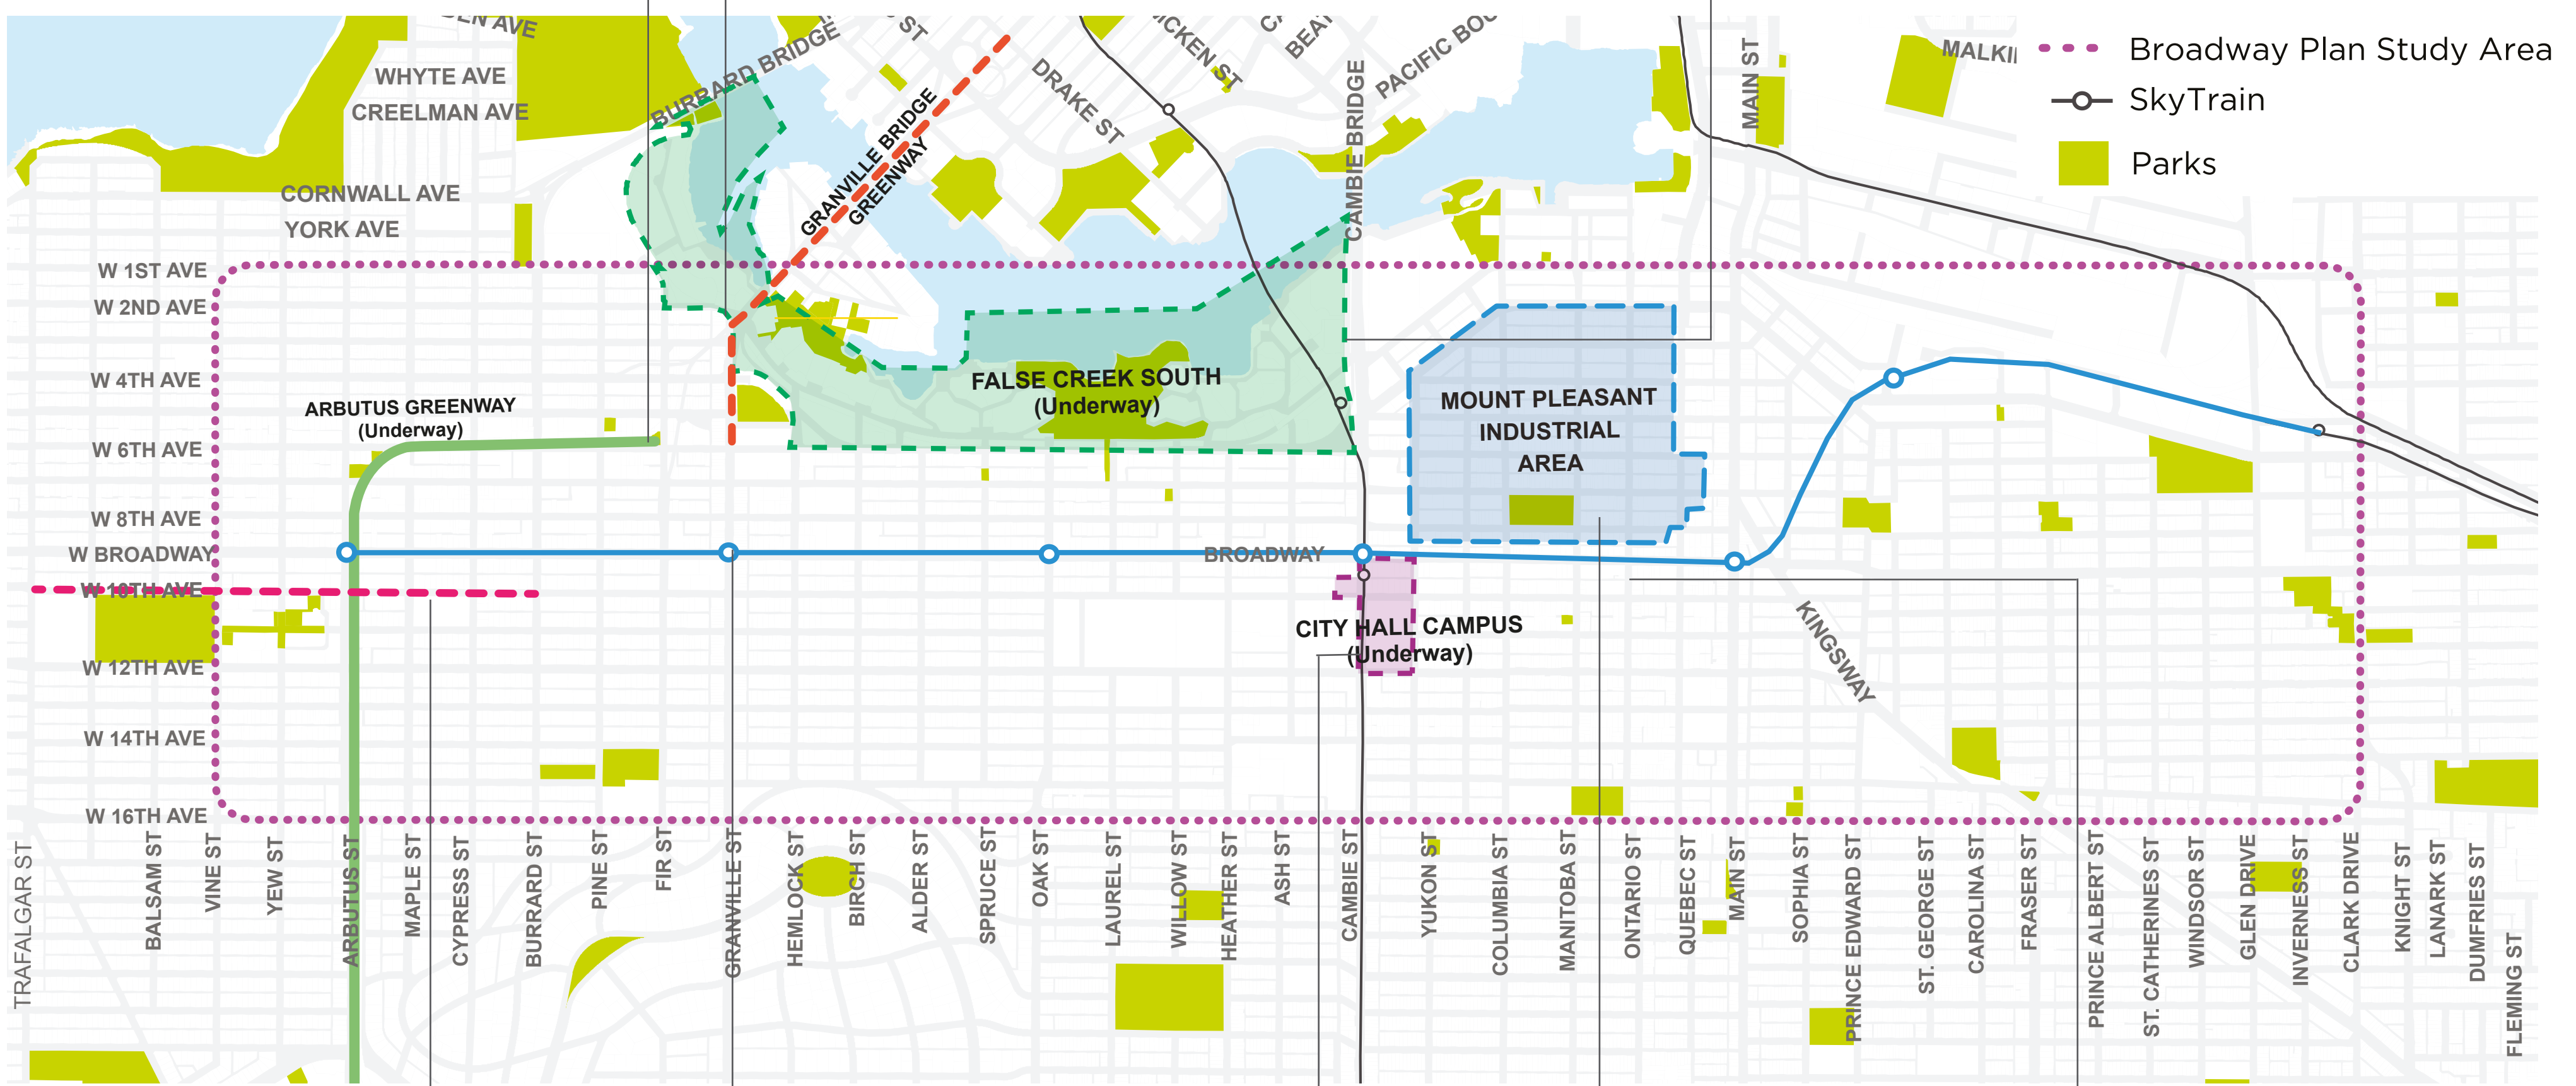 WHYTE AVE
CREELMAN AVE
CORNWALL AVE
YORK AVE
BURRARD BRIDGE
ST
DRAKE ST
GRANVILLE BRIDGE
GREENWAY
CAMBIE BRIDGE
MAIN ST
Broadway Plan Study Area
SkyTrain
Parks
W 1ST AVE
W 2ND AVE
W 4TH AVE
W 6TH AVE
W 8TH AVE
W BROADWAY
W 10TH AVE
W 12TH AVE
W 14TH AVE
W 16TH AVE
ARBUTUS GREENWAY
(Underway)
FALSE CREEK SOUTH
(Underway)
MOUNT PLEASANT
INDUSTRIAL
AREA
BROADWAY
CITY HALL CAMPUS
(Underway)
KINGSWAY
TRAFALGAR ST
BALSAM ST
VINE ST
YEW ST
ARBUTUS ST
MAPLE ST
CYPRESS ST
BURRARD ST
PINE ST
FIR ST
GRANVILLE ST
HEMLOCK ST
BIRCH ST
ALDER ST
SPRUCE ST
OAK ST
LAUREL ST
WILLOW ST
HEATHER ST
ASH ST
CAMBIE ST
YUKON ST
COLUMBIA ST
MANITOBA ST
ONTARIO ST
QUEBEC ST
MAIN ST
SOPHIA ST
PRINCE EDWARD ST
ST. GEORGE ST
CAROLINA ST
FRASER ST
PRINCE ALBERT ST
ST. CATHERINES ST
WINDSOR ST
GLEN DRIVE
INVERNESS ST
CLARK DRIVE
KNIGHT ST
LANARK ST
DUMFRIES ST
FLEMING ST